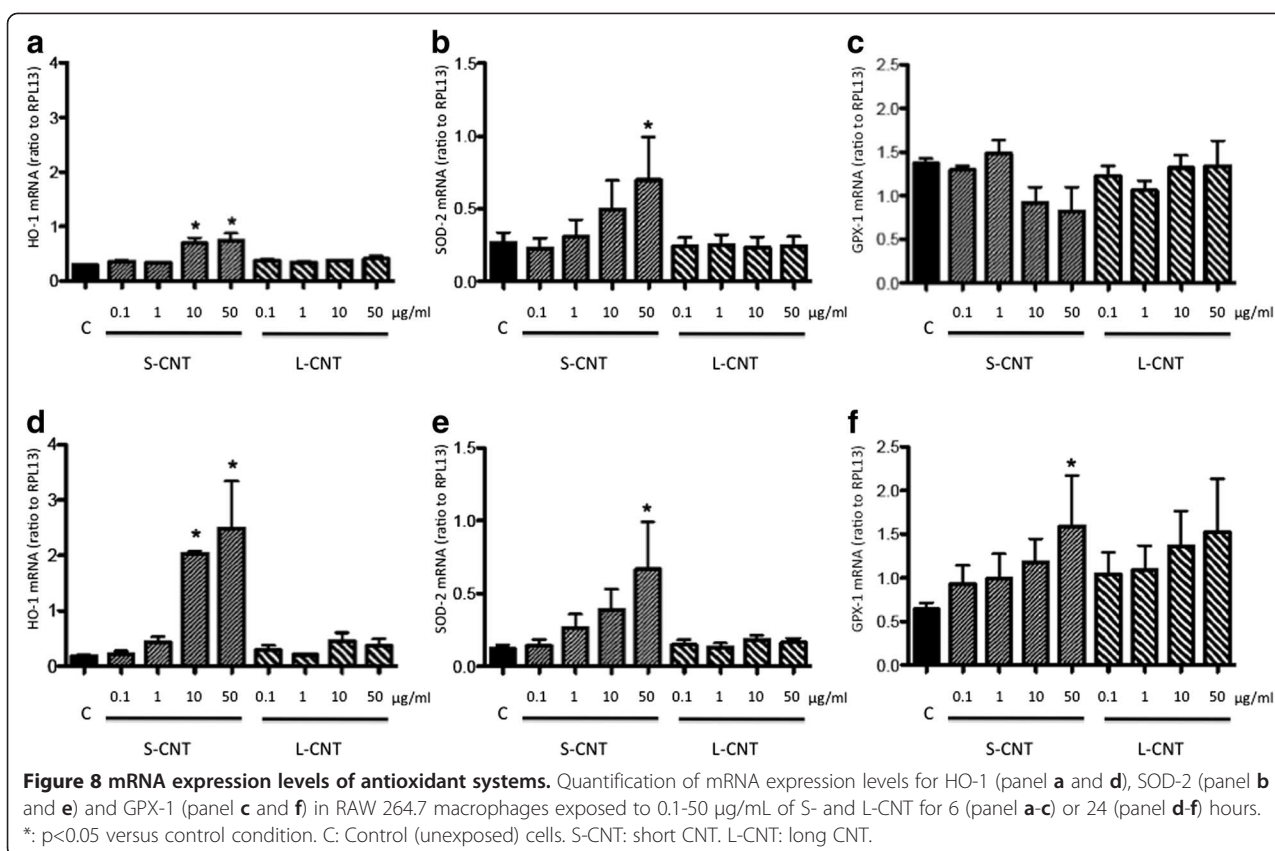 a
4
3
2
1
0
HO-1 mRNA (ratio to RPL13)
* *
C 0.1 1 10 50 0.1 1 10 50 µg/ml
S-CNT L-CNT
b
1.5
1.0
0.5
0.0
SOD-2 mRNA (ratio to RPL13)
*
C 0.1 1 10 50 0.1 1 10 50 µg/ml
S-CNT L-CNT
c
2.5
2.0
1.5
1.0
0.5
0.0
GPX-1 mRNA (ratio to RPL13)
C 0.1 1 10 50 0.1 1 10 50 µg/ml
S-CNT L-CNT
d
4
3
2
1
0
HO-1 mRNA (ratio to RPL13)
* *
C 0.1 1 10 50 0.1 1 10 50 µg/ml
S-CNT L-CNT
e
1.5
1.0
0.5
0.0
SOD-2 mRNA (ratio to RPL13)
*
C 0.1 1 10 50 0.1 1 10 50 µg/ml
S-CNT L-CNT
f
2.5
2.0
1.5
1.0
0.5
0.0
GPX-1 mRNA (ratio to RPL13)
*
C 0.1 1 10 50 0.1 1 10 50 µg/ml
S-CNT L-CNT
Figure 8 mRNA expression levels of antioxidant systems. Quantification of mRNA expression levels for HO-1 (panel a and d), SOD-2 (panel b
and e) and GPX-1 (panel c and f) in RAW 264.7 macrophages exposed to 0.1-50 µg/mL of S- and L-CNT for 6 (panel a-c) or 24 (panel d-f) hours.
*: p<0.05 versus control condition. C: Control (unexposed) cells. S-CNT: short CNT. L-CNT: long CNT.